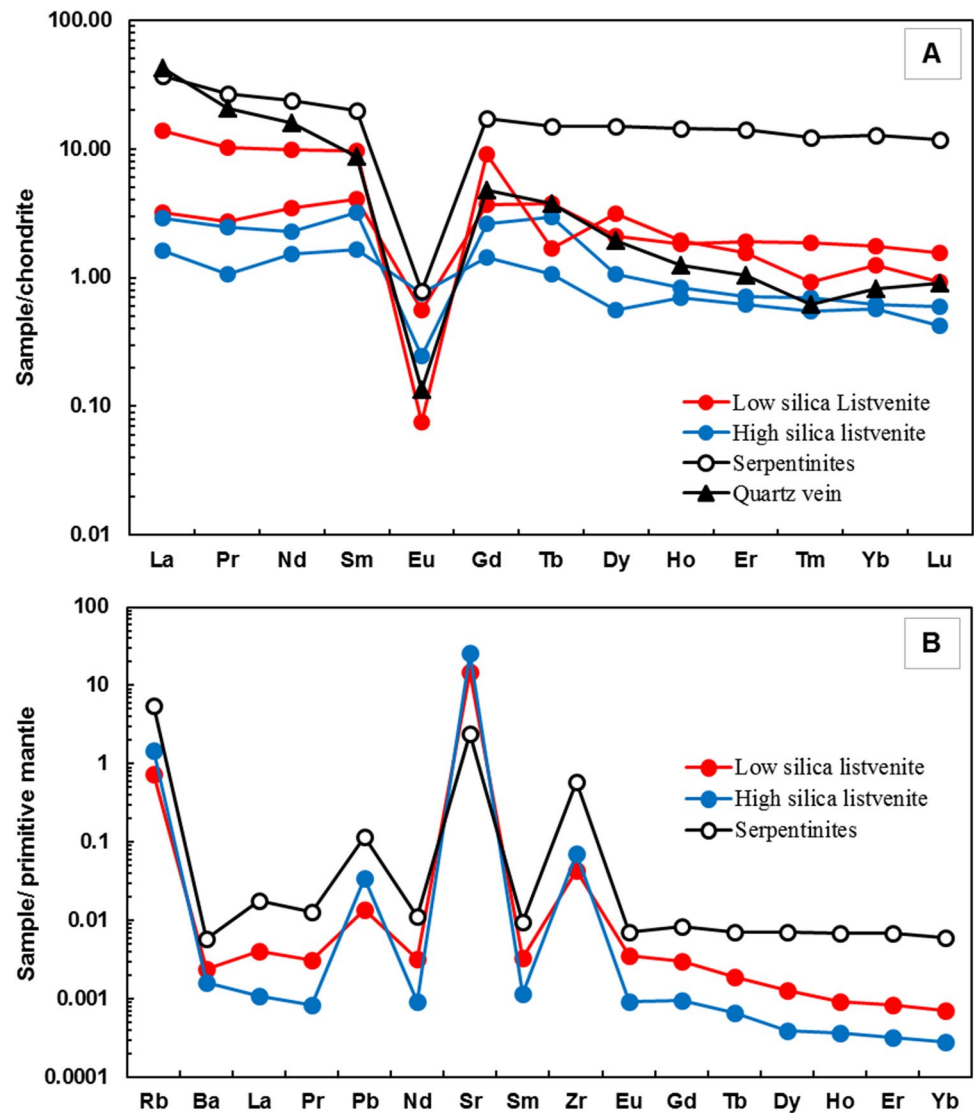 A
Sample/chondrite
100.00
10.00
1.00
0.10
0.01
Low silica Listvenite
High silica listvenite
Serpentinites
Quartz vein
La Pr Nd Sm Eu Gd Tb Dy Ho Er Tm Yb Lu
B
Sample/ primitive mantle
100
10
1
0.1
0.01
0.001
0.0001
Low silica listvenite
High silica listvenite
Serpentinites
Rb Ba La Pr Pb Nd Sr Sm Zr Eu Gd Tb Dy Ho Er Yb